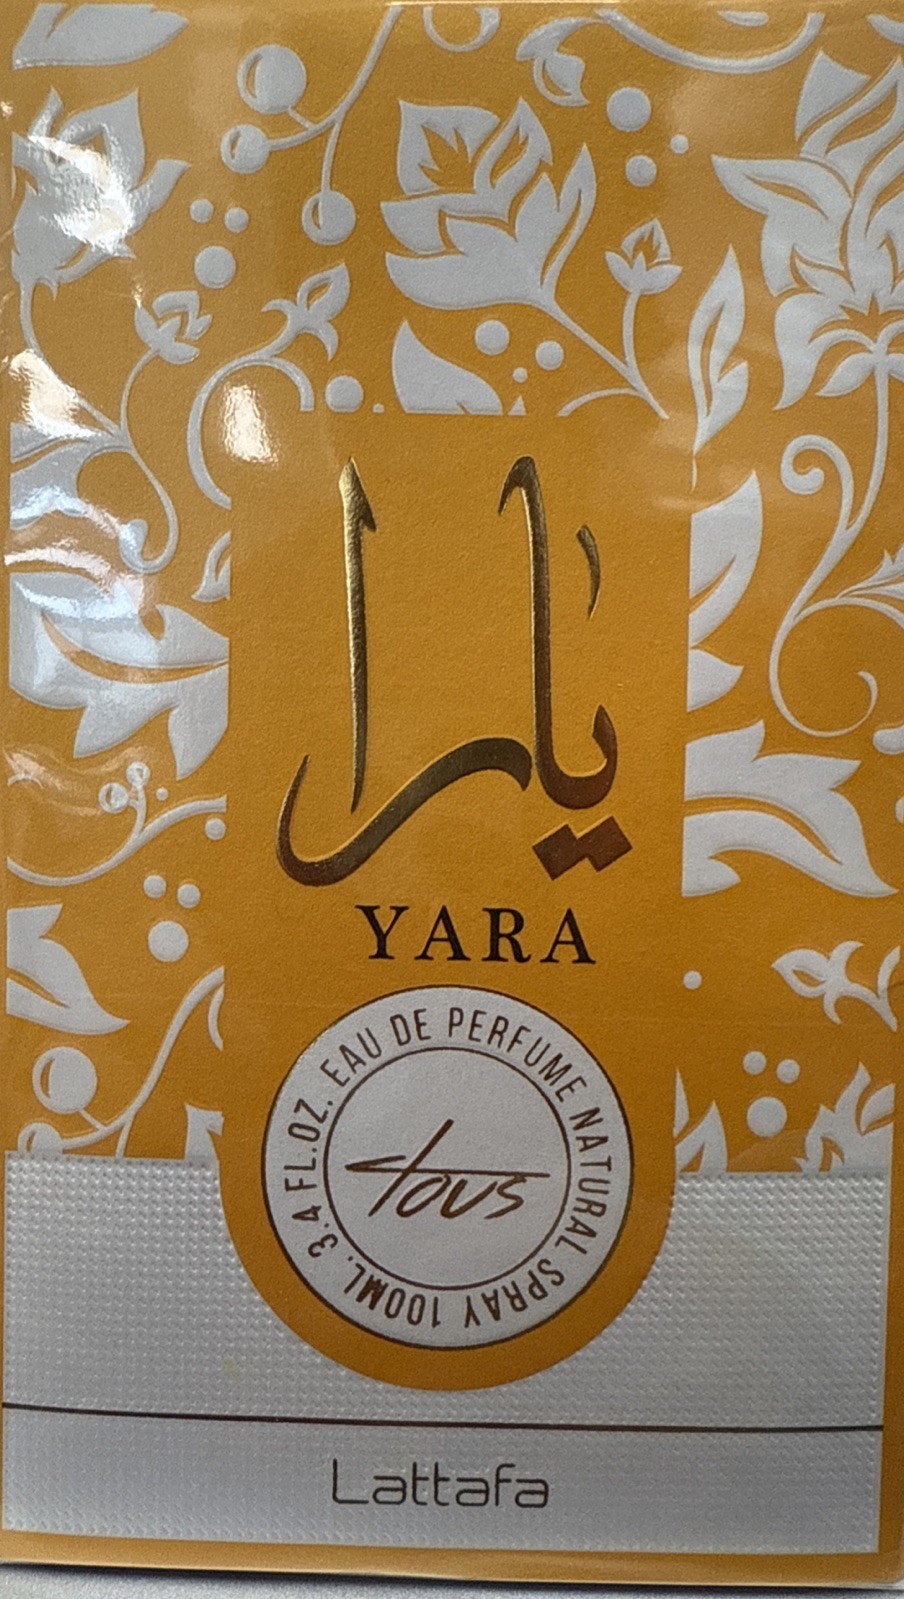 يارا
YARA
3.4 FL.OZ. EAU DE PERFUME NATURAL SPRAY 100ML.
tous
Lattafa